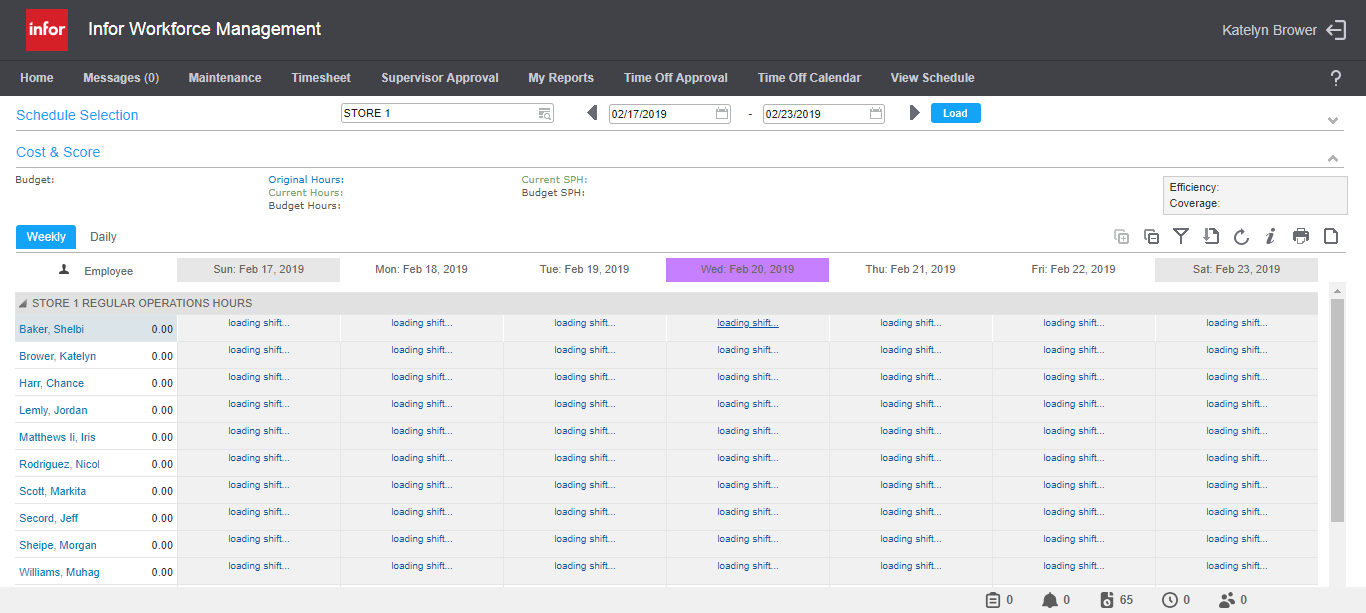 infor Infor Workforce Management Katelyn Brower
Home Messages (0) Maintenance Timesheet Supervisor Approval My Reports Time Off Approval Time Off Calendar View Schedule ?
Schedule Selection STORE 1 02/17/2019 - 02/23/2019 Load
Cost & Score
Budget: Original Hours: Current SPH: Efficiency:
Current Hours: Budget SPH: Coverage:
Budget Hours:
Weekly Daily
Employee Sun: Feb 17, 2019 Mon: Feb 18, 2019 Tue: Feb 19, 2019 Wed: Feb 20, 2019 Thu: Feb 21, 2019 Fri: Feb 22, 2019 Sat: Feb 23, 2019
STORE 1 REGULAR OPERATIONS HOURS
Baker, Shelbi 0.00 loading shift... loading shift... loading shift... loading shift... loading shift... loading shift... loading shift...
Brower, Katelyn 0.00 loading shift... loading shift... loading shift... loading shift... loading shift... loading shift... loading shift...
Harr, Chance 0.00 loading shift... loading shift... loading shift... loading shift... loading shift... loading shift... loading shift...
Lemly, Jordan 0.00 loading shift... loading shift... loading shift... loading shift... loading shift... loading shift... loading shift...
Matthews Ii, Iris 0.00 loading shift... loading shift... loading shift... loading shift... loading shift... loading shift... loading shift...
Rodriguez, Nicol 0.00 loading shift... loading shift... loading shift... loading shift... loading shift... loading shift... loading shift...
Scott, Markita 0.00 loading shift... loading shift... loading shift... loading shift... loading shift... loading shift... loading shift...
Secord, Jeff 0.00 loading shift... loading shift... loading shift... loading shift... loading shift... loading shift... loading shift...
Sheipe, Morgan 0.00 loading shift... loading shift... loading shift... loading shift... loading shift... loading shift... loading shift...
Williams, Muhag 0.00 loading shift... loading shift... loading shift... loading shift... loading shift... loading shift... loading shift...
0 0 65 0 0